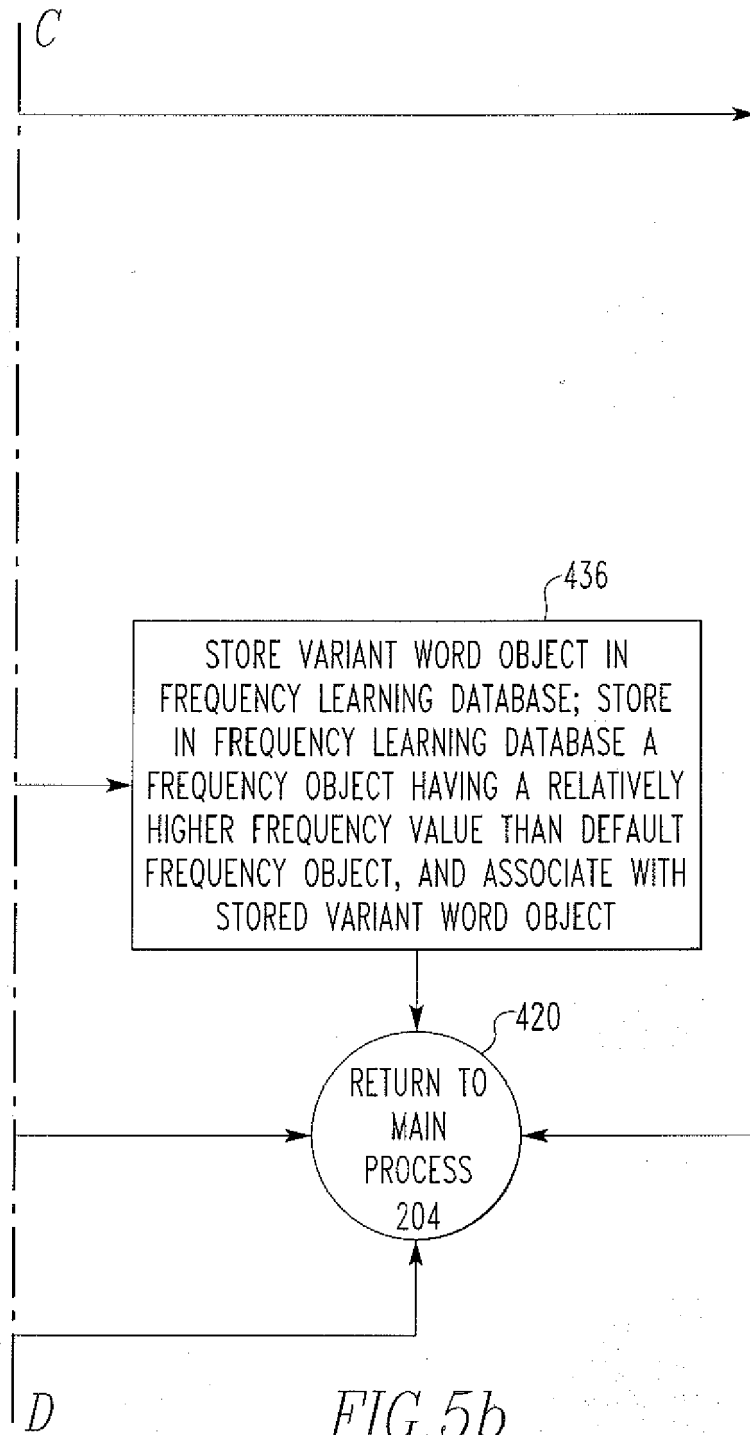 C
436
STORE VARIANT WORD OBJECT IN
FREQUENCY LEARNING DATABASE; STORE
IN FREQUENCY LEARNING DATABASE A
FREQUENCY OBJECT HAVING A RELATIVELY
HIGHER FREQUENCY VALUE THAN DEFAULT
FREQUENCY OBJECT, AND ASSOCIATE WITH
STORED VARIANT WORD OBJECT
420
RETURN TO
MAIN
PROCESS
204
D
FIG.5b